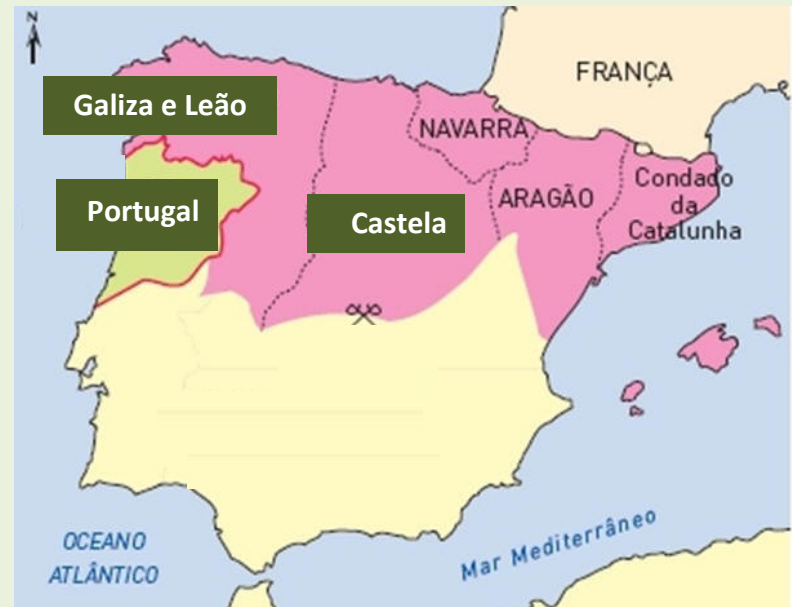 N
FRANÇA
Galiza e Leão
NAVARRA
Portugal
Castela
ARAGÃO
Condado
da
Catalunha
OCEANO
ATLÂNTICO
Mar Mediterrâneo